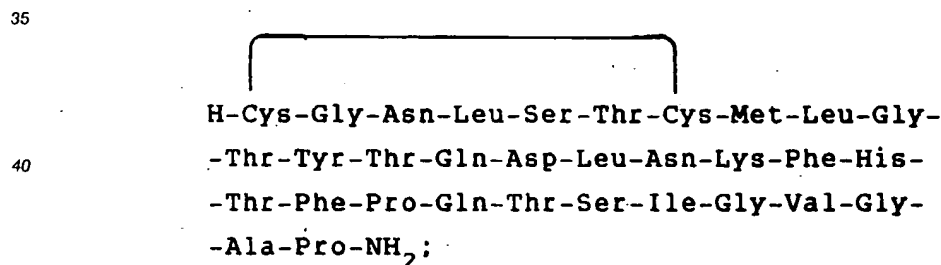 35
H-Cys-Gly-Asn-Leu-Ser-Thr-Cys-Met-Leu-Gly-
40
-Thr-Tyr-Thr-Gln-Asp-Leu-Asn-Lys-Phe-His-
-Thr-Phe-Pro-Gln-Thr-Ser-Ile-Gly-Val-Gly-
-Ala-Pro-NH₂;